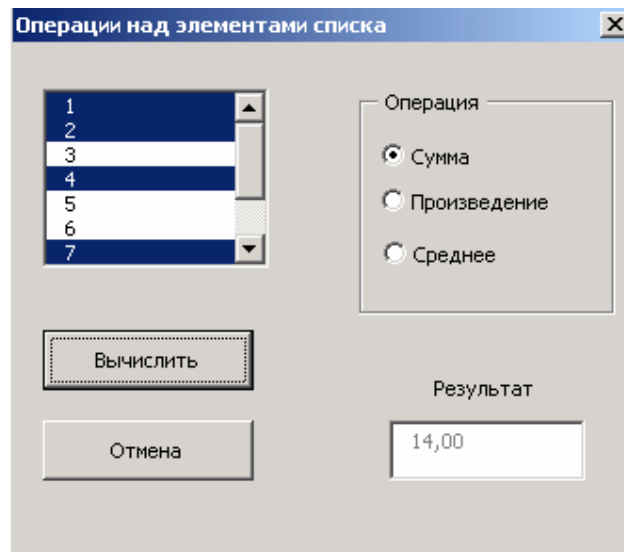 Операции над элементами списка
1
2
3
4
5
6
7
Операция
Сумма
Произведение
Среднее
Вычислить
Отмена
Результат
14,00